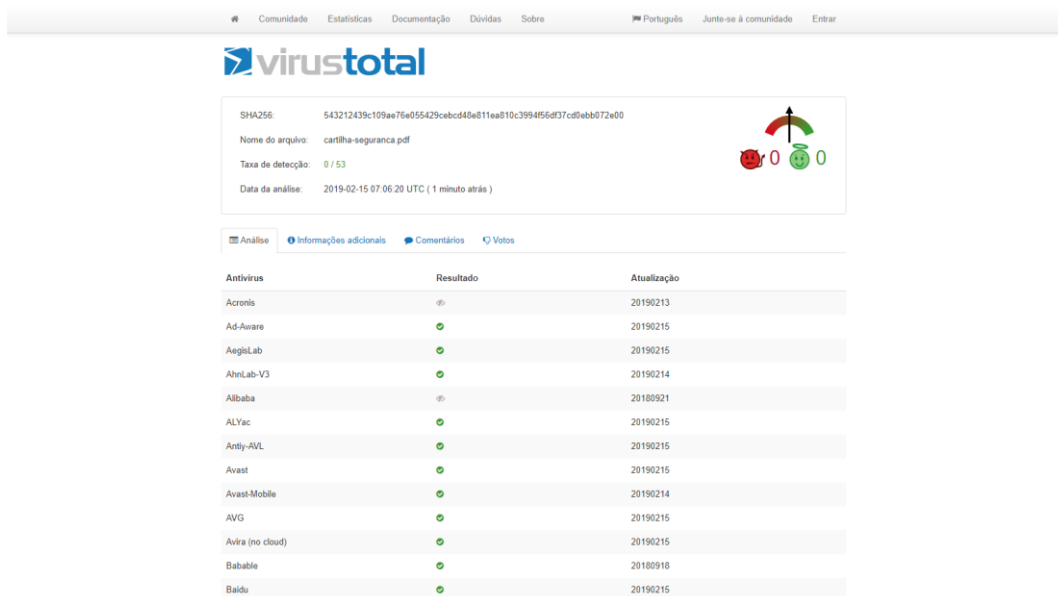 Comunidade Estatísticas Documentação Dúvidas Sobre Português Junte-se à comunidade Entrar
virustotal
SHA256: 543212439c109ae76e055429cebcd48e811ea810c3994f56df37cd0ebb072e00
Nome do arquivo: cartilha-seguranca.pdf
Taxa de detecção: 0 / 53
0 0
Data da análise: 2019-02-15 07:06:20 UTC ( 1 minuto atrás )
Análise Informações adicionais Comentários Votos
Antivírus Resultado Atualização
Acronis 20190213
Ad-Aware 20190215
AegisLab 20190215
AhnLab-V3 20190214
Alibaba 20180921
ALYac 20190215
Antiy-AVL 20190215
Avast 20190215
Avast-Mobile 20190214
AVG 20190215
Avira (no cloud) 20190215
Babable 20180918
Baidu 20190215